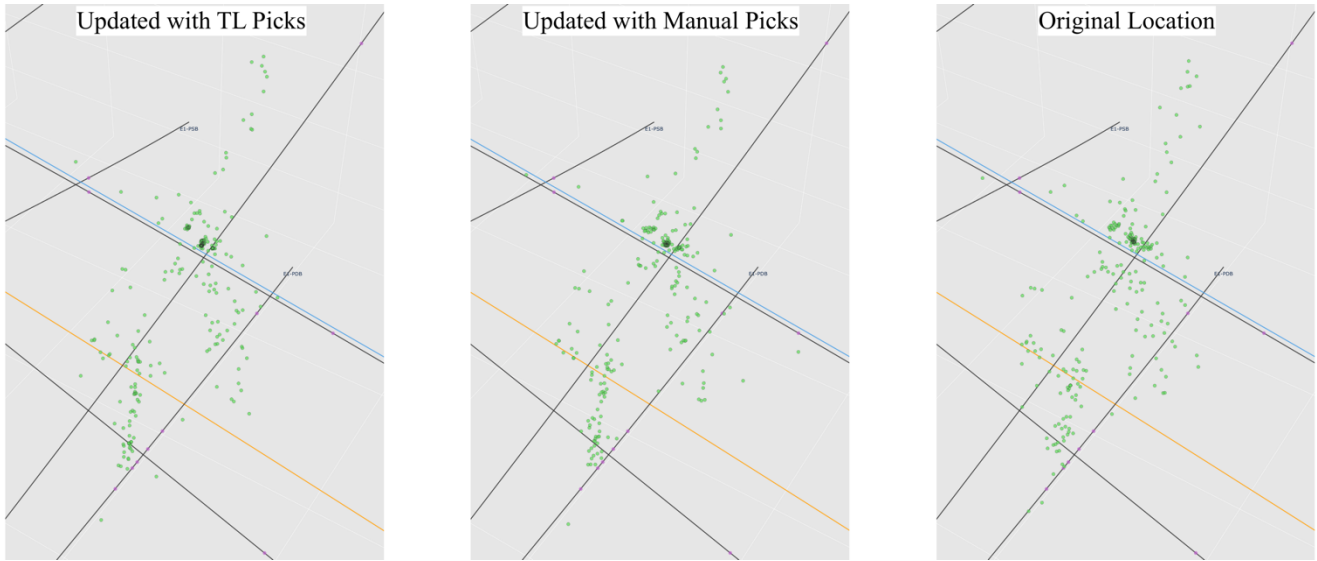 Updated with TL Picks
Updated with Manual Picks
Original Location
E1-PSB
E1-PSB
E1-PSB
E1-PDB
E1-PDB
E1-PDB